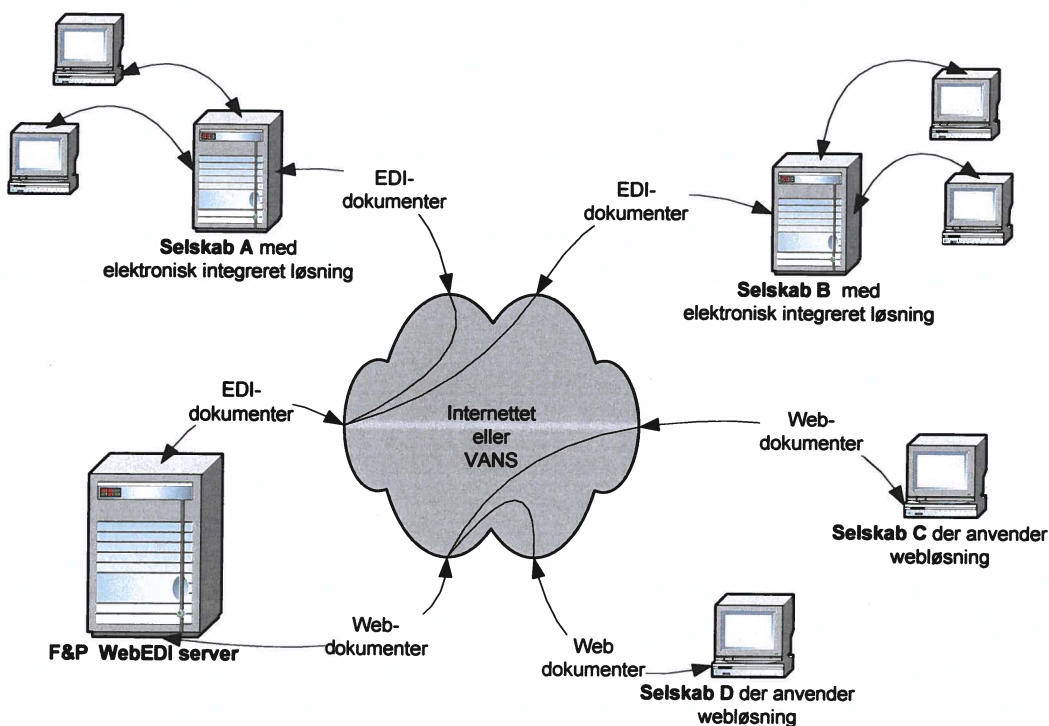 EDI-
dokumenter
EDI-
dokumenter
Selskab A med
elektronisk integreret løsning
Selskab B med
elektronisk integreret løsning
EDI-
dokumenter
Internettet
eller
VANS
Web-
dokumenter
Selskab C der anvender
webløsning
F&P WebEDI server
Web-
dokumenter
Web
dokumenter
Selskab D der anvender
webløsning